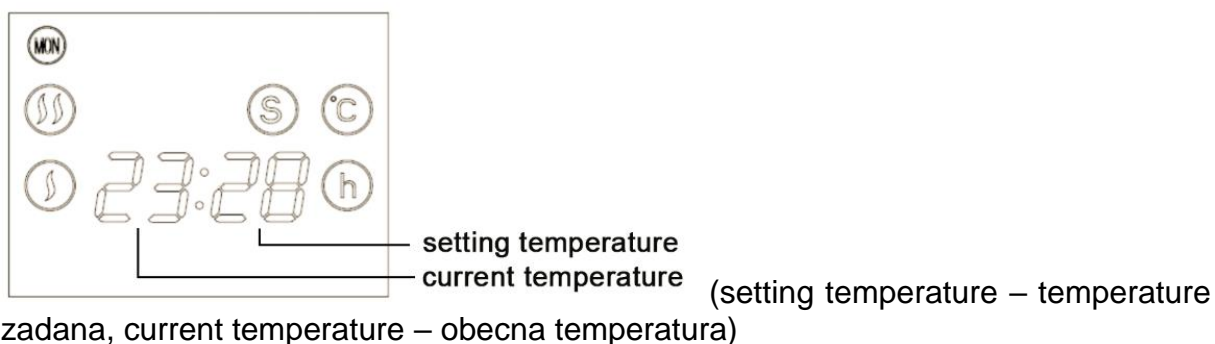 MON
S °C
23:28 h
setting temperature
current temperature
(setting temperature – temperature
zadana, current temperature – obecna temperatura)